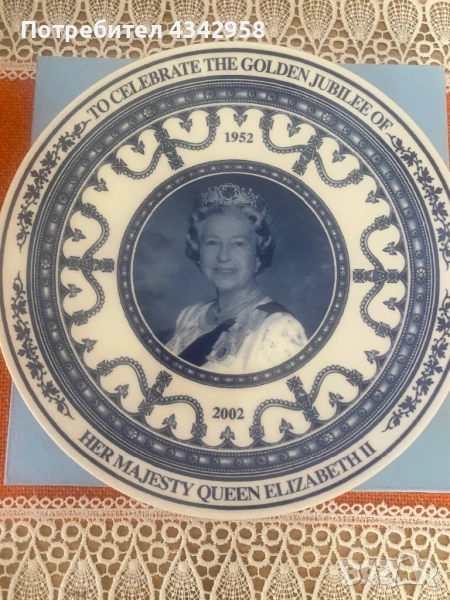 Потребител 4342958
TO CELEBRATE THE GOLDEN JUBILEE OF
1952
2002
HER MAJESTY QUEEN ELIZABETH II